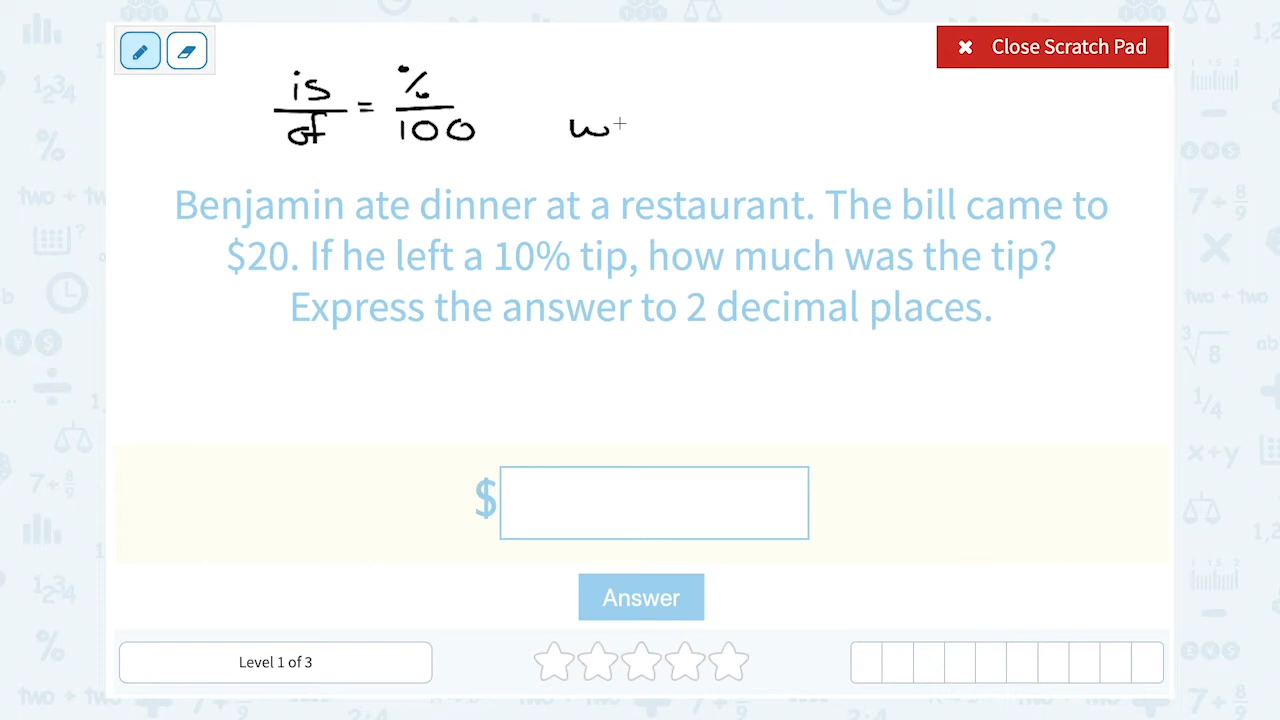 Close Scratch Pad
is/of = %/100
w
Benjamin ate dinner at a restaurant. The bill came to
$20. If he left a 10% tip, how much was the tip?
Express the answer to 2 decimal places.
$
Answer
Level 1 of 3